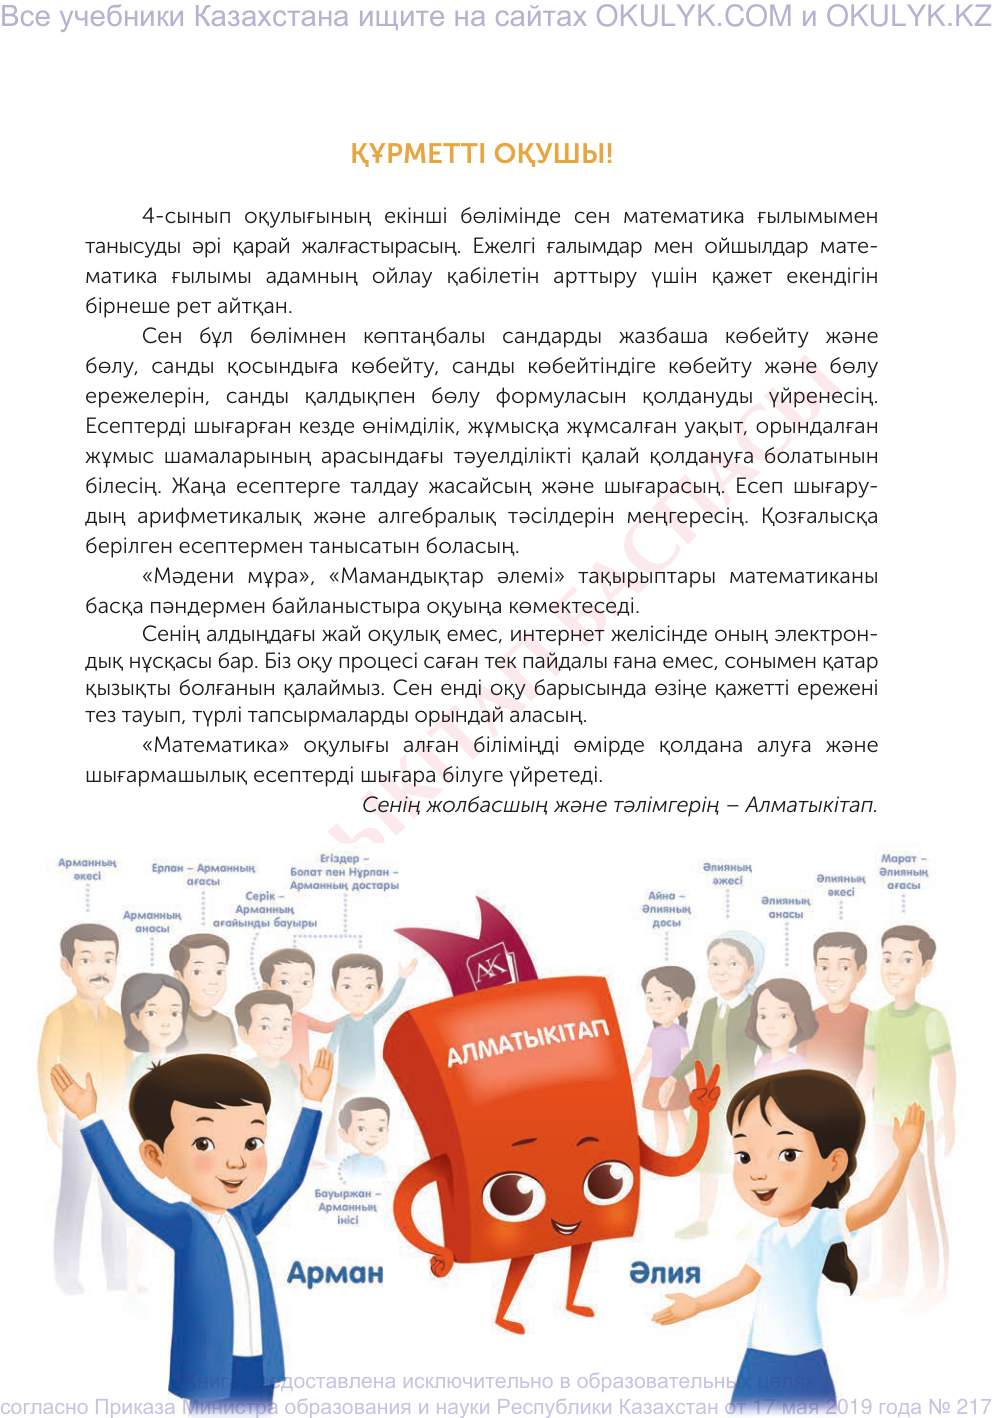 Все учебники Казахстана ищите на сайтах OKULYK.COM и OKULYK.KZ
ҚҰРМЕТТІ ОҚУШЫ!
4-сынып оқулығының екінші бөлімінде сен математика ғылымымен
танысуды әрі қарай жалғастырасың. Ежелгі ғалымдар мен ойшылдар мате-
матика ғылымы адамның ойлау қабілетін арттыру үшін қажет екендігін
бірнеше рет айтқан.
Сен бұл бөлімнен көптаңбалы сандарды жазбаша көбейту және
бөлу, санды қосындыға көбейту, санды көбейтіндіге көбейту және бөлу
ережелерін, санды қалдықпен бөлу формуласын қолдануды үйренесің.
Есептерді шығарған кезде өнімділік, жұмысқа жұмсалған уақыт, орындалған
жұмыс шамаларының арасындағы тәуелділікті қалай қолдануға болатынын
білесің. Жаңа есептерге талдау жасайсың және шығарасың. Есеп шығару-
дың арифметикалық және алгебралық тәсілдерін меңгересің. Қозғалысқа
берілген есептермен танысатын боласың.
«Мәдени мұра», «Мамандықтар әлемі» тақырыптары математиканы
басқа пәндермен байланыстыра оқуыңа көмектеседі.
Сенің алдыңдағы жай оқулық емес, интернет желісінде оның электрон-
дық нұсқасы бар. Біз оқу процесі саған тек пайдалы ғана емес, сонымен қатар
қызықты болғанын қалаймыз. Сен енді оқу барысында өзіңе қажетті ережені
тез тауып, түрлі тапсырмаларды орындай аласың.
«Математика» оқулығы алған біліміңді өмірде қолдана алуға және
шығармашылық есептерді шығара білуге үйретеді.
Сенің жолбасшың және тәлімгерің – Алматыкітап.
ЫКІТАП БАСПАСЫ
Арманның
әкесі
Арманның
анасы
Ерлан – Арманның
ағасы
Серік –
Арманның
ағайынды бауыры
Егіздер –
Болат пен Нұрлан –
Арманның достары
Айна –
Әлияның
досы
Әлияның
әжесі
Әлияның
анасы
Әлияның
әкесі
Марат –
Әлияның
ағасы
АК
АЛМАТЫКІТАП
Бауыржан –
Арманның
інісі
Арман
Әлия
Книга предоставлена исключительно в образовательных целях
согласно Приказа Министра образования и науки Республики Казахстан от 17 мая 2019 года № 217